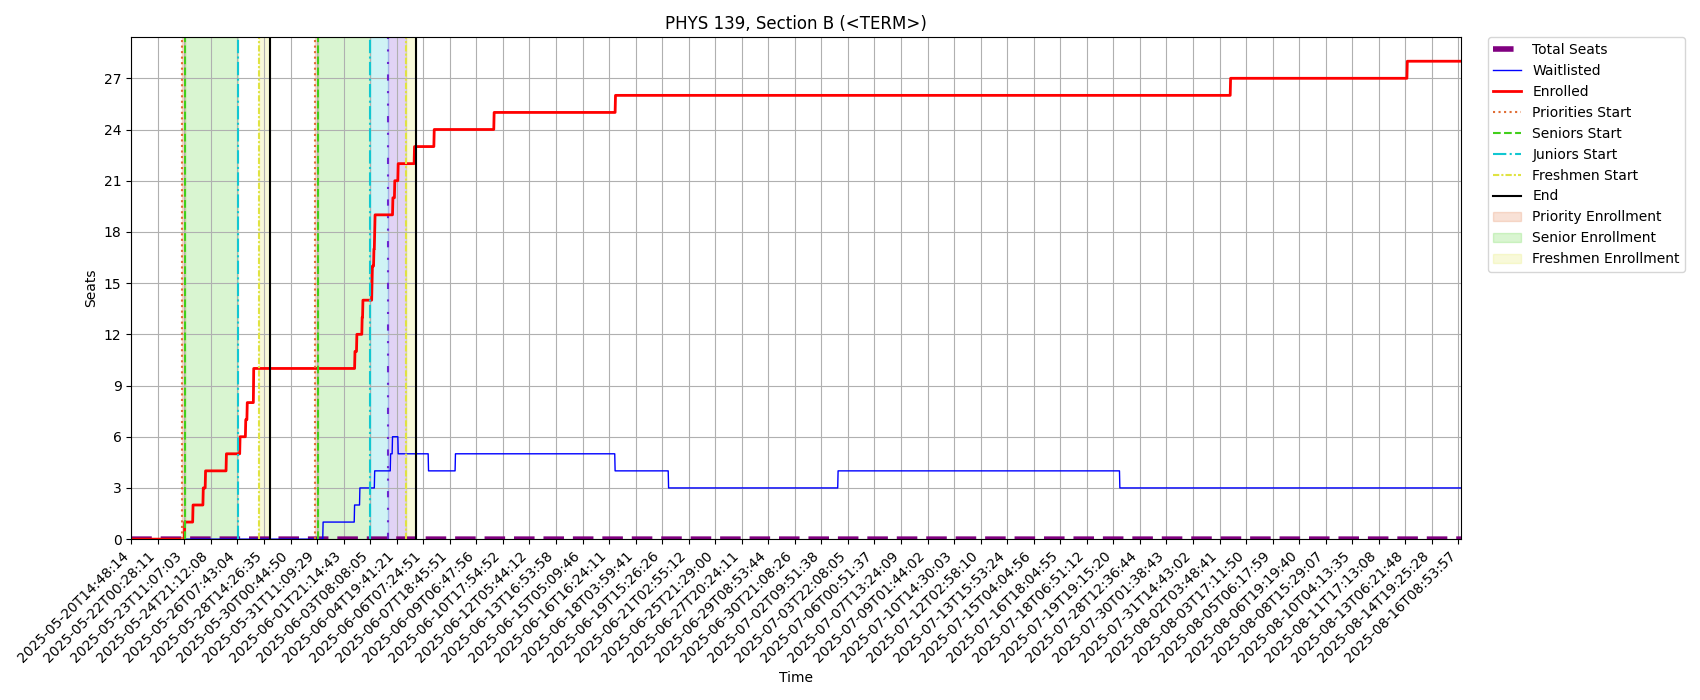 PHYS 139, Section B (<TERM>)
Total Seats
Waitlisted
Enrolled
Priorities Start
Seniors Start
Juniors Start
Freshmen Start
End
Priority Enrollment
Senior Enrollment
Freshmen Enrollment
Seats
27
24
21
18
15
12
9
6
3
0
2025-05-20T14:48:14
2025-05-22T00:28:11
2025-05-23T11:07:03
2025-05-24T21:12:08
2025-05-26T07:43:04
2025-05-28T14:26:35
2025-05-30T00:44:50
2025-05-31T11:09:29
2025-06-01T21:14:43
2025-06-03T08:08:05
2025-06-04T19:41:21
2025-06-06T07:24:51
2025-06-07T18:45:51
2025-06-09T06:47:56
2025-06-10T17:54:52
2025-06-12T05:44:12
2025-06-13T16:53:58
2025-06-15T05:09:46
2025-06-16T16:24:11
2025-06-18T03:59:41
2025-06-19T15:26:26
2025-06-21T02:55:12
2025-06-25T21:29:00
2025-06-27T20:24:11
2025-06-29T08:53:44
2025-06-30T21:08:26
2025-07-02T09:51:38
2025-07-03T22:08:05
2025-07-06T00:51:37
2025-07-07T13:24:09
2025-07-09T01:44:02
2025-07-10T14:30:03
2025-07-12T02:58:10
2025-07-13T15:53:24
2025-07-15T04:04:56
2025-07-16T18:04:55
2025-07-18T06:51:12
2025-07-19T19:15:20
2025-07-28T12:36:44
2025-07-30T01:38:43
2025-07-31T14:43:02
2025-08-02T03:48:41
2025-08-03T17:11:50
2025-08-05T06:17:59
2025-08-06T19:19:40
2025-08-08T15:29:07
2025-08-10T04:13:35
2025-08-11T17:13:08
2025-08-13T06:21:48
2025-08-14T19:25:28
2025-08-16T08:53:57
Time